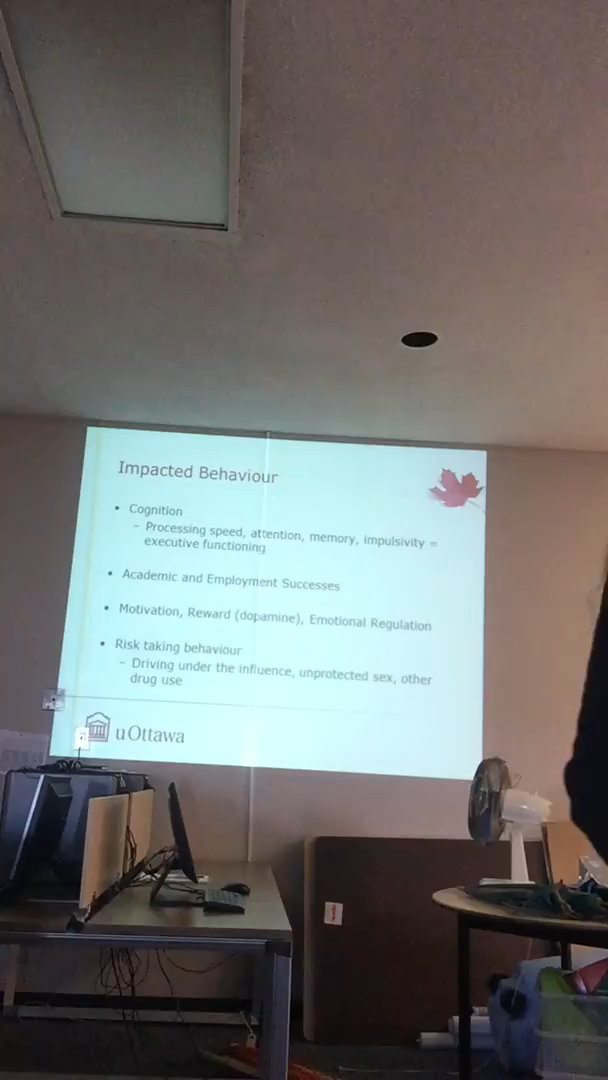 Impacted Behaviour
• Cognition
– Processing speed, attention, memory, impulsivity =
executive functioning
• Academic and Employment Successes
• Motivation, Reward (dopamine), Emotional Regulation
• Risk taking behaviour
– Driving under the influence, unprotected sex, other
drug use
uOttawa